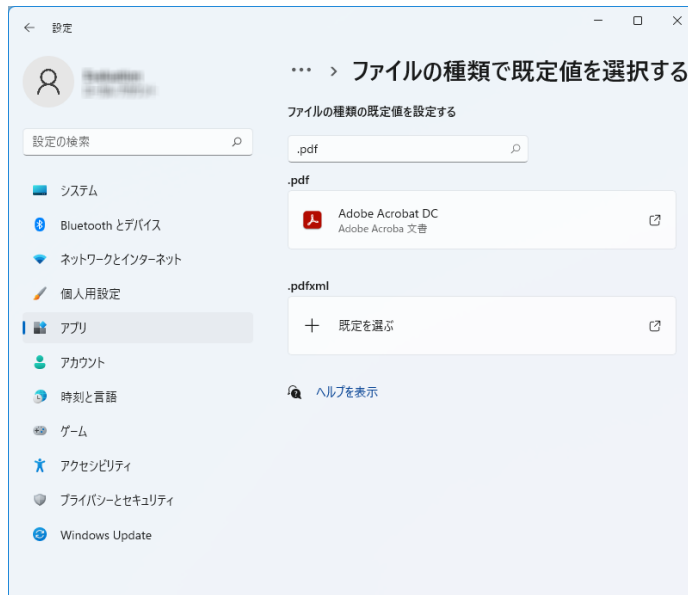 設定
設定の検索
システム
Bluetooth とデバイス
ネットワークとインターネット
個人用設定
アプリ
アカウント
時刻と言語
ゲーム
アクセシビリティ
プライバシーとセキュリティ
Windows Update
… › ファイルの種類で既定値を選択する
ファイルの種類の既定値を設定する
.pdf
.pdf
Adobe Acrobat DC
Adobe Acroba 文書
.pdfxml
既定を選ぶ
ヘルプを表示